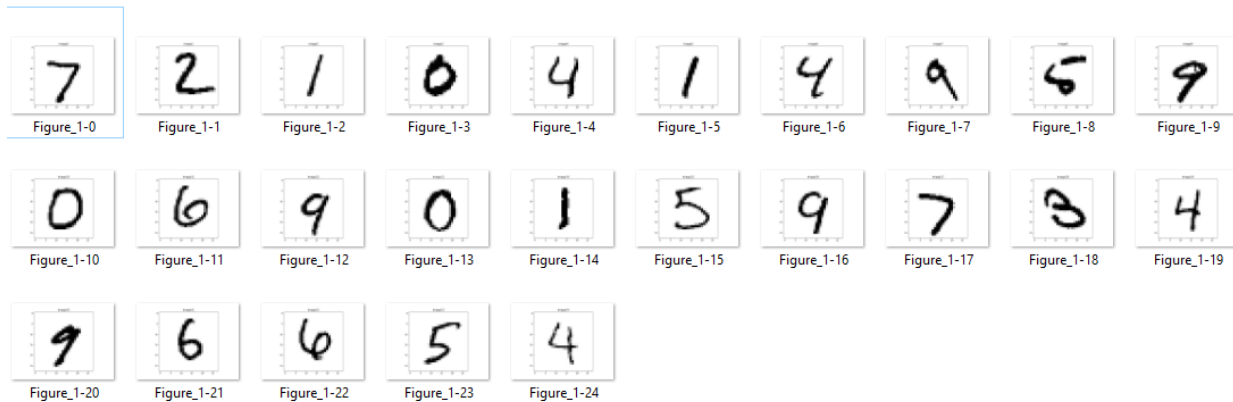 7 2 1 0 4 1 4 9 5 9
Figure_1-0 Figure_1-1 Figure_1-2 Figure_1-3 Figure_1-4 Figure_1-5 Figure_1-6 Figure_1-7 Figure_1-8 Figure_1-9
0 6 9 0 1 5 9 7 3 4
Figure_1-10 Figure_1-11 Figure_1-12 Figure_1-13 Figure_1-14 Figure_1-15 Figure_1-16 Figure_1-17 Figure_1-18 Figure_1-19
9 6 6 5 4
Figure_1-20 Figure_1-21 Figure_1-22 Figure_1-23 Figure_1-24